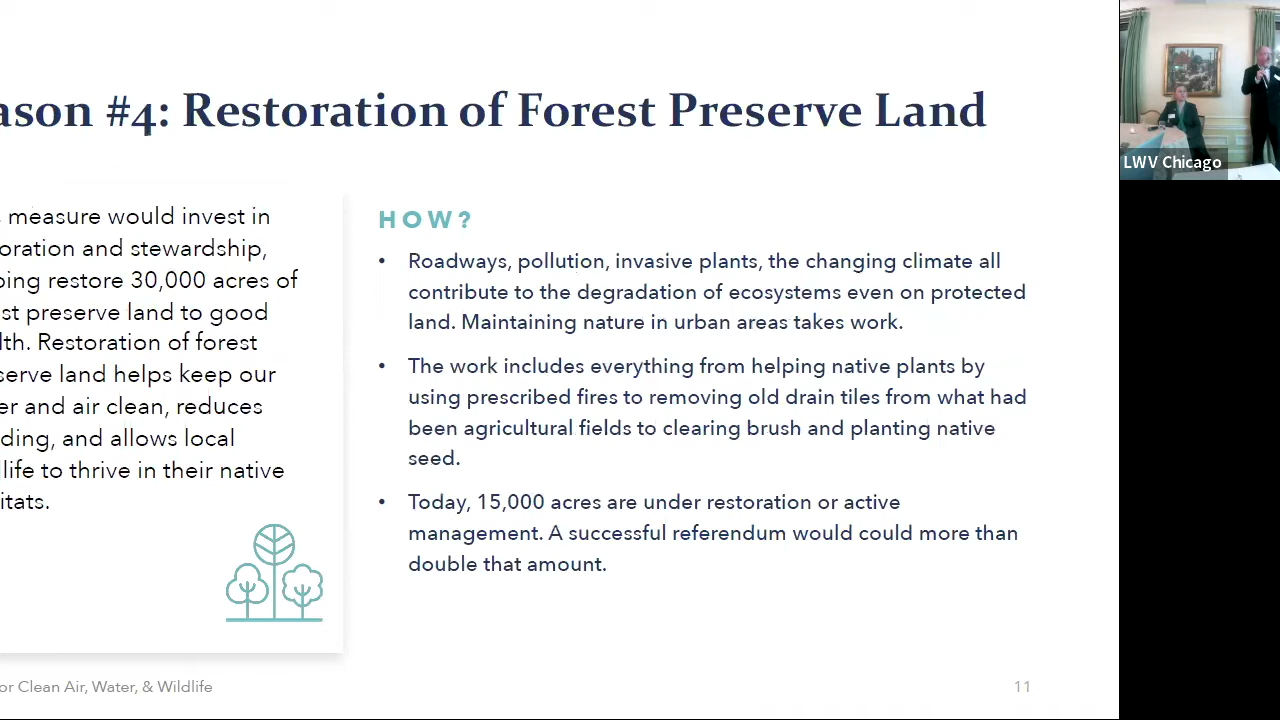 ason #4: Restoration of Forest Preserve Land
measure would invest in
oration and stewardship,
ping restore 30,000 acres of
st preserve land to good
lth. Restoration of forest
serve land helps keep our
er and air clean, reduces
ding, and allows local
llife to thrive in their native
itats.
HOW?
• Roadways, pollution, invasive plants, the changing climate all
contribute to the degradation of ecosystems even on protected
land. Maintaining nature in urban areas takes work.
• The work includes everything from helping native plants by
using prescribed fires to removing old drain tiles from what had
been agricultural fields to clearing brush and planting native
seed.
• Today, 15,000 acres are under restoration or active
management. A successful referendum would could more than
double that amount.
or Clean Air, Water, & Wildlife
11
LWV Chicago